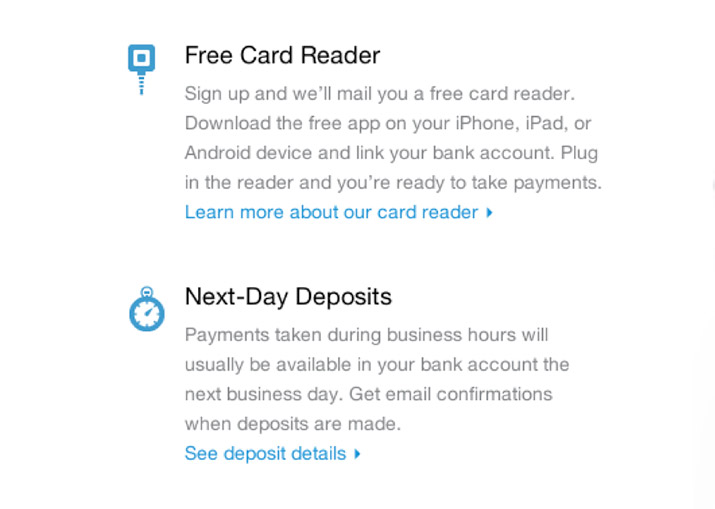 Free Card Reader
Sign up and we’ll mail you a free card reader.
Download the free app on your iPhone, iPad, or
Android device and link your bank account. Plug
in the reader and you’re ready to take payments.
Learn more about our card reader
Next-Day Deposits
Payments taken during business hours will
usually be available in your bank account the
next business day. Get email confirmations
when deposits are made.
See deposit details